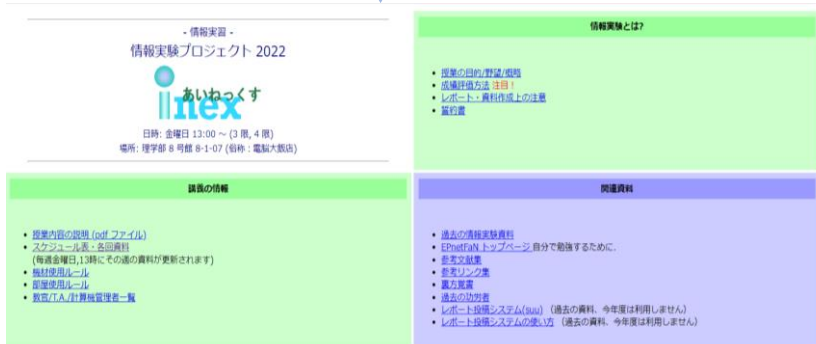 - 情報実習 -
情報実験プロジェクト 2022
あいねっくす
inex
日時: 金曜日 13:00 ~ (3 限, 4 限)
場所: 理学部 8 号館 8-1-07 (俗称 : 電脳大飯店)
情報実験とは?
授業の目的/野望/概略
成績評価方法 注目 !
レポート・資料作成上の注意
誓約書
講義の情報
授業内容の説明 (pdf ファイル)
スケジュール表・各回資料
(毎週金曜日,13時にその週の資料が更新されます)
機材使用ルール
部屋使用ルール
教官/T.A./計算機管理者一覧
関連資料
過去の情報実験資料
EPnetFaN トップページ 自分で勉強するために.
参考文献集
参考リンク集
裏方覚書
過去の功労者
レポート投稿システム(suu) (過去の資料、今年度は利用しません)
レポート投稿システムの使い方 (過去の資料、今年度は利用しません)